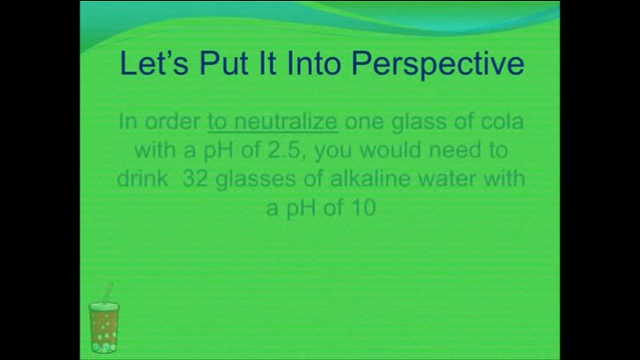 Let's Put It Into Perspective
In order to neutralize one glass of cola
with a pH of 2.5, you would need to
drink 32 glasses of alkaline water with
a pH of 10